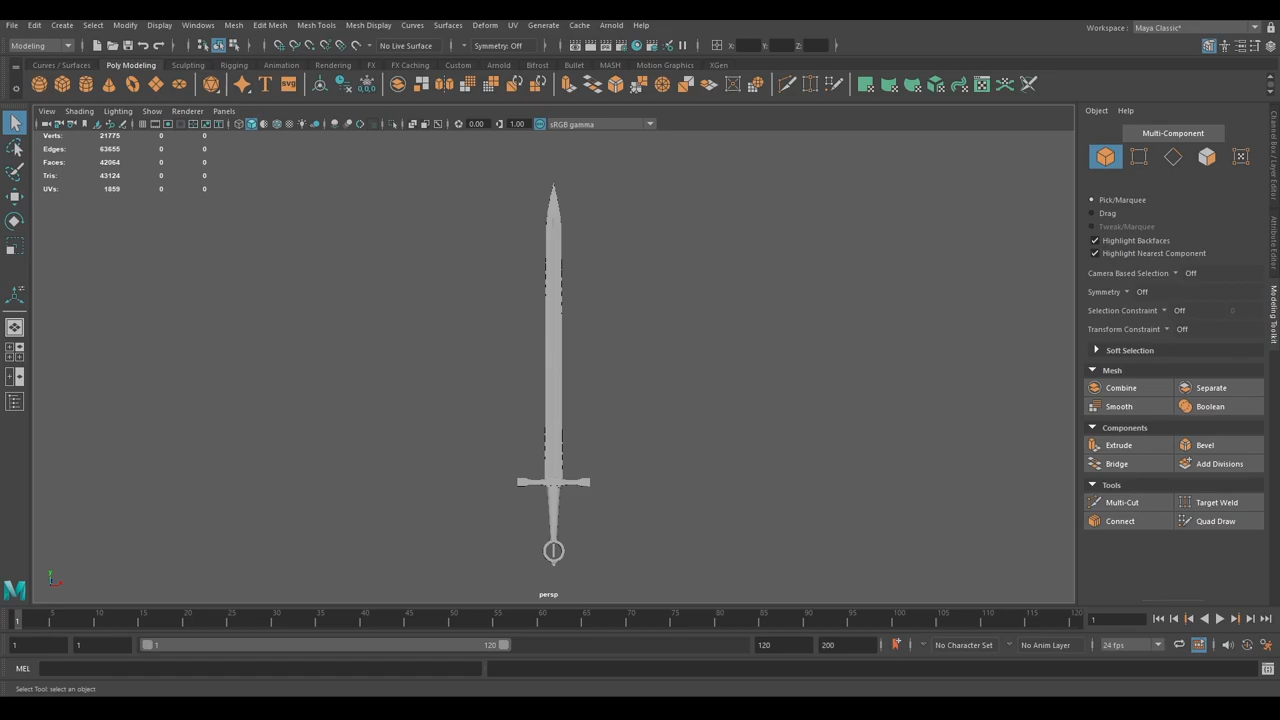 File Edit Create Select Modify Display Windows Mesh Edit Mesh Mesh Tools Mesh Display Curves Surfaces Deform UV Generate Cache Arnold Help
Workspace: Maya Classic*
Modeling No Live Surface Symmetry: Off X: Y: Z:
Curves / Surfaces Poly Modeling Sculpting Rigging Animation Rendering FX FX Caching Custom Arnold Bifrost Bullet MASH Motion Graphics XGen
View Shading Lighting Show Renderer Panels
0.00 1.00 sRGB gamma
Verts: 21775 0 0
Edges: 63655 0 0
Faces: 42064 0 0
Tris: 43124 0 0
UVs: 1859 0 0
persp
Object Help
Multi-Component
Pick/Marquee
Drag
Tweak/Marquee
Highlight Backfaces
Highlight Nearest Component
Camera Based Selection Off
Symmetry Off
Selection Constraint Off 0
Transform Constraint Off
Soft Selection
Mesh
Combine Separate
Smooth Boolean
Components
Extrude Bevel
Bridge Add Divisions
Tools
Multi-Cut Target Weld
Connect Quad Draw
Channel Box / Layer Editor
Attribute Editor
Modeling Toolkit
1 5 10 15 20 25 30 35 40 45 50 55 60 65 70 75 80 85 90 95 100 105 110 115 120 1
1 1 1 120 120 200 No Character Set No Anim Layer 24 fps
MEL
Select Tool: select an object